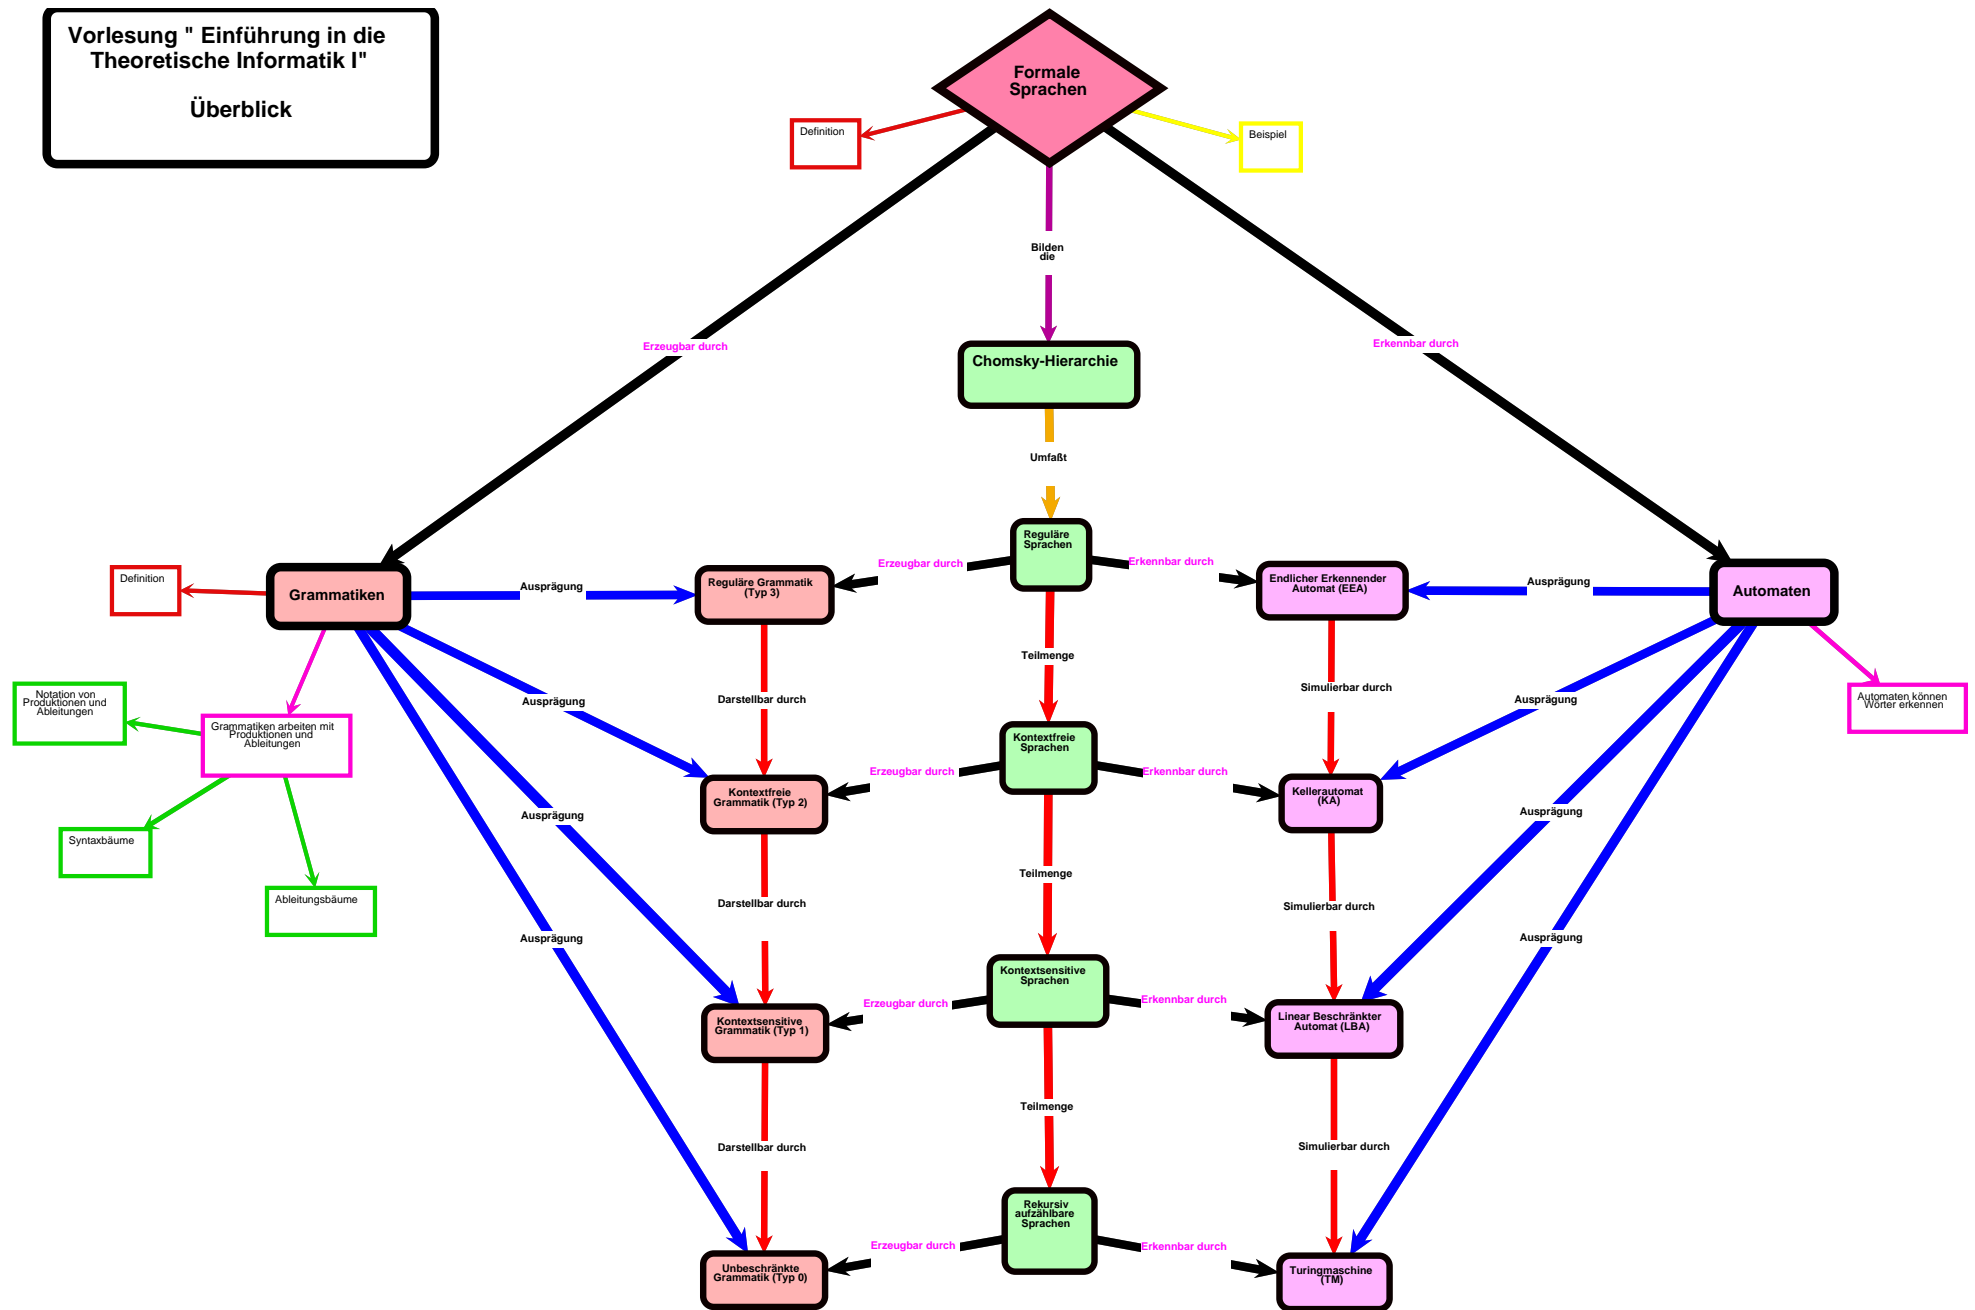 Vorlesung " Einführung in die
Theoretische Informatik I"
Überblick
Formale
Sprachen
Definition
Beispiel
Bilden
die
Erzeugbar durch
Erkennbar durch
Chomsky-Hierarchie
Umfaßt
Reguläre
Sprachen
Erzeugbar durch
Erkennbar durch
Definition
Grammatiken
Ausprägung
Reguläre Grammatik
(Typ 3)
Endlicher Erkennender
Automat (EEA)
Ausprägung
Automaten
Teilmenge
Notation von
Produktionen und
Ableitungen
Ausprägung
Darstellbar durch
Simulierbar durch
Ausprägung
Automaten können
Wörter erkennen
Grammatiken arbeiten mit
Produktionen und
Ableitungen
Kontextfreie
Sprachen
Erzeugbar durch
Erkennbar durch
Kontextfreie
Grammatik (Typ 2)
Kellerautomat
(KA)
Ausprägung
Ausprägung
Syntaxbäume
Teilmenge
Ableitungsbäume
Darstellbar durch
Simulierbar durch
Ausprägung
Ausprägung
Kontextsensitive
Sprachen
Erzeugbar durch
Erkennbar durch
Kontextsensitive
Grammatik (Typ 1)
Linear Beschränkter
Automat (LBA)
Teilmenge
Darstellbar durch
Simulierbar durch
Rekursiv
aufzählbare
Sprachen
Erzeugbar durch
Erkennbar durch
Unbeschränkte
Grammatik (Typ 0)
Turingmaschine
(TM)